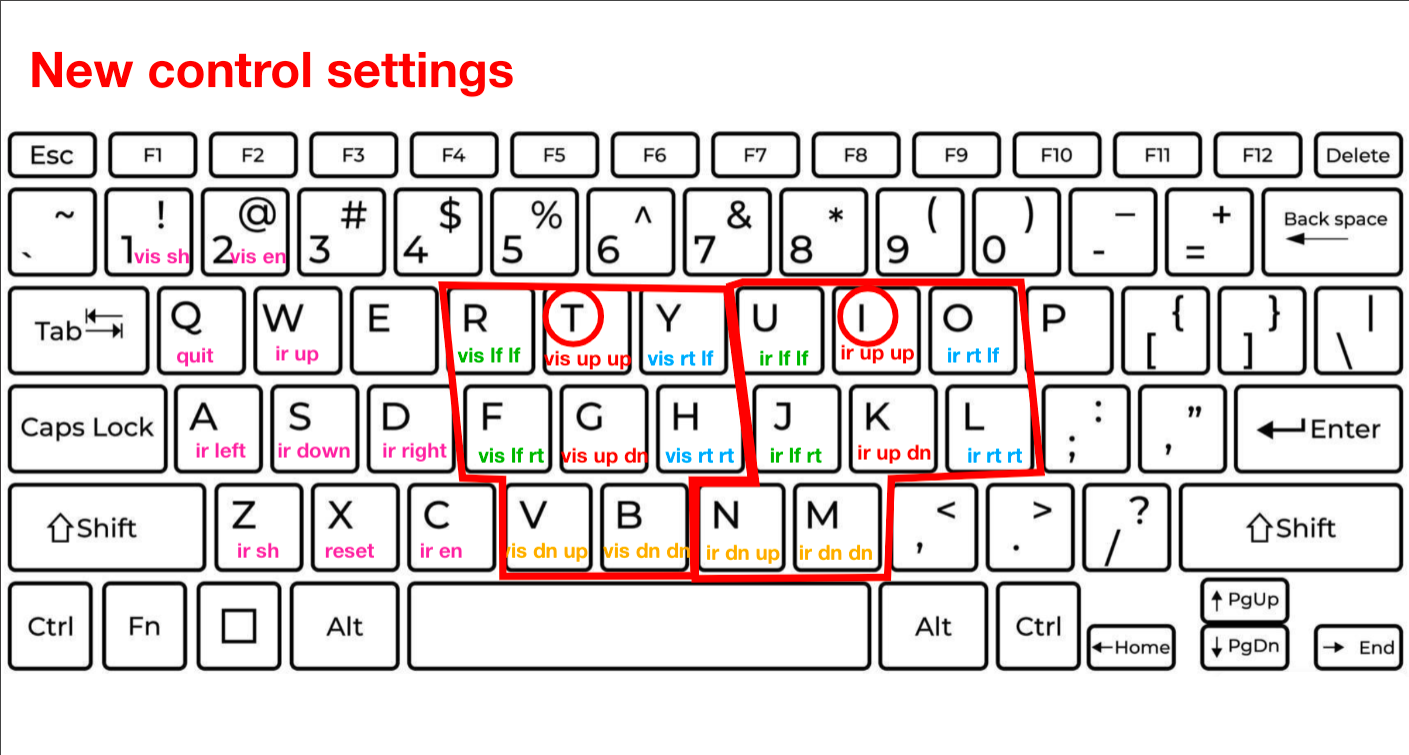 New control settings
Esc F1 F2 F3 F4 F5 F6 F7 F8 F9 F10 F11 F12 Delete
~ ! @ # $ % ^ & * ( ) – + Back space
` 1 2 3 4 5 6 7 8 9 0 - =
vis sh vis en
Tab Q W E R T Y U I O P { } |
[ ] \
quit ir up vis lf lf vis up up vis rt lf ir lf lf ir up up ir rt lf
Caps Lock A S D F G H J K L : ” Enter
; ,
ir left ir down ir right vis lf rt vis up dn vis rt rt ir lf rt ir up dn ir rt rt
Shift Z X C V B N M < > ? Shift
, . /
ir sh reset ir en vis dn up vis dn dn ir dn up ir dn dn
Ctrl Fn Alt Alt Ctrl Home PgUp
PgDn End